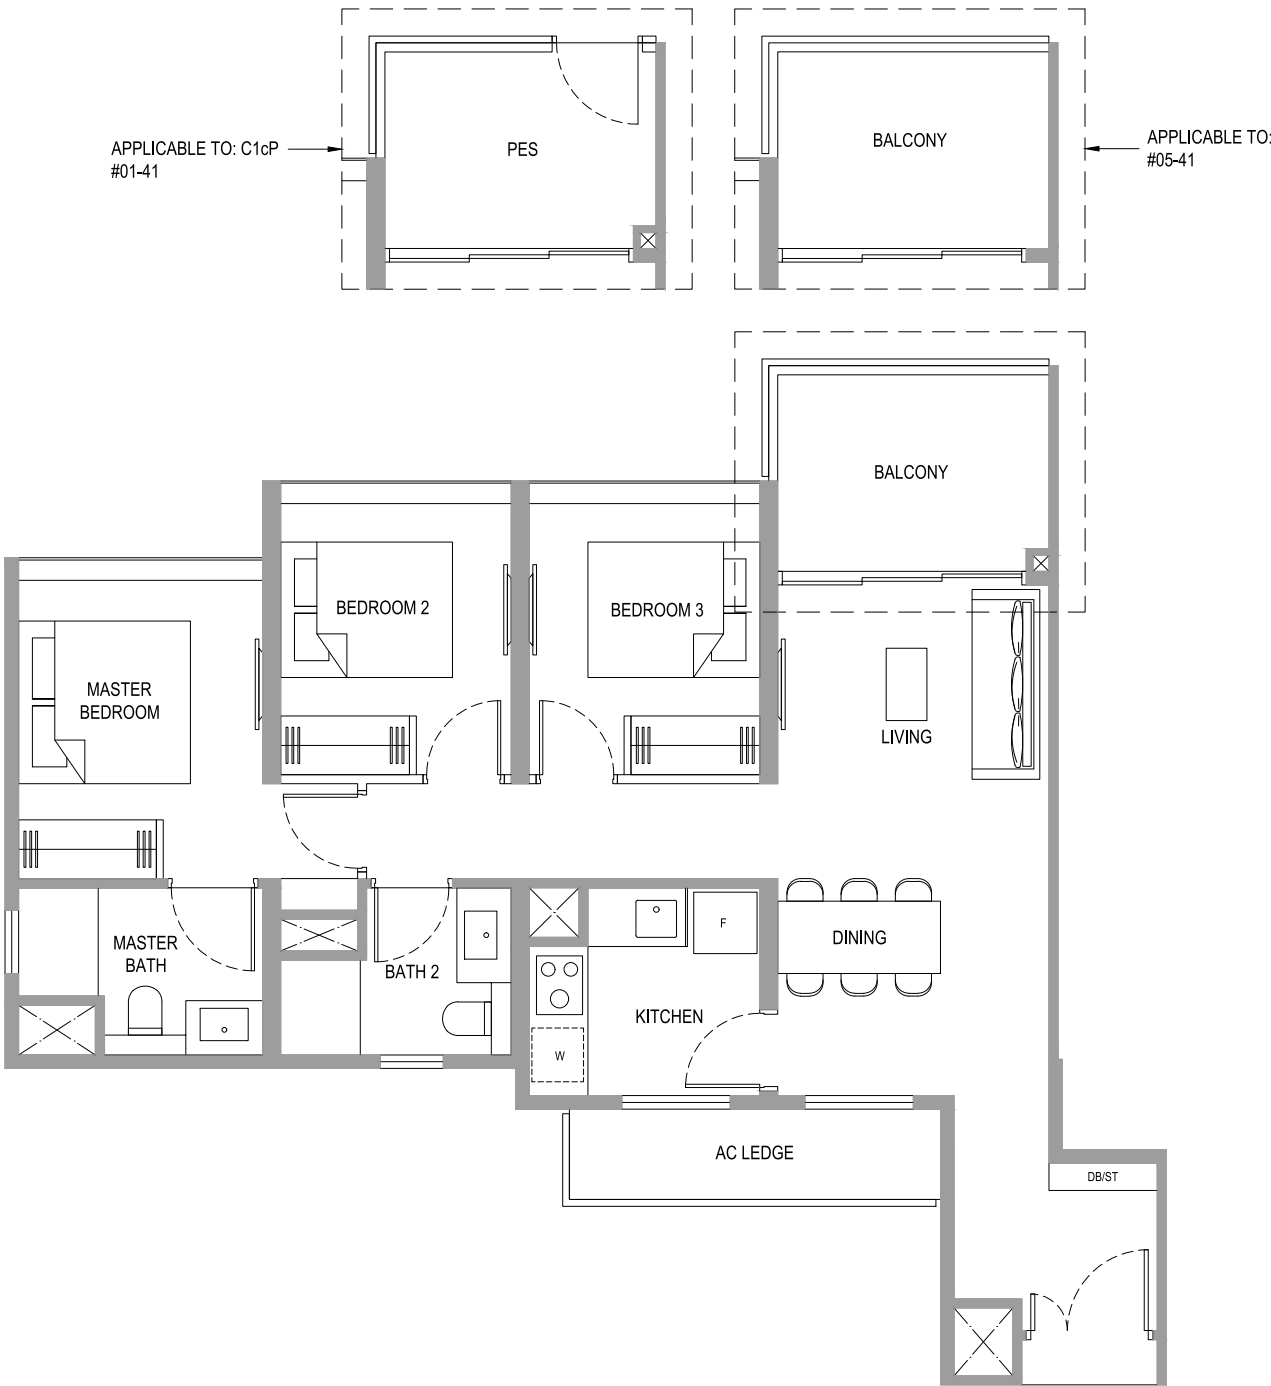 APPLICABLE TO: C1cP
#01-41
PES
BALCONY
APPLICABLE TO:
#05-41
BALCONY
BEDROOM 2
BEDROOM 3
MASTER
BEDROOM
LIVING
DINING
F
MASTER
BATH
BATH 2
KITCHEN
W
AC LEDGE
DB/ST